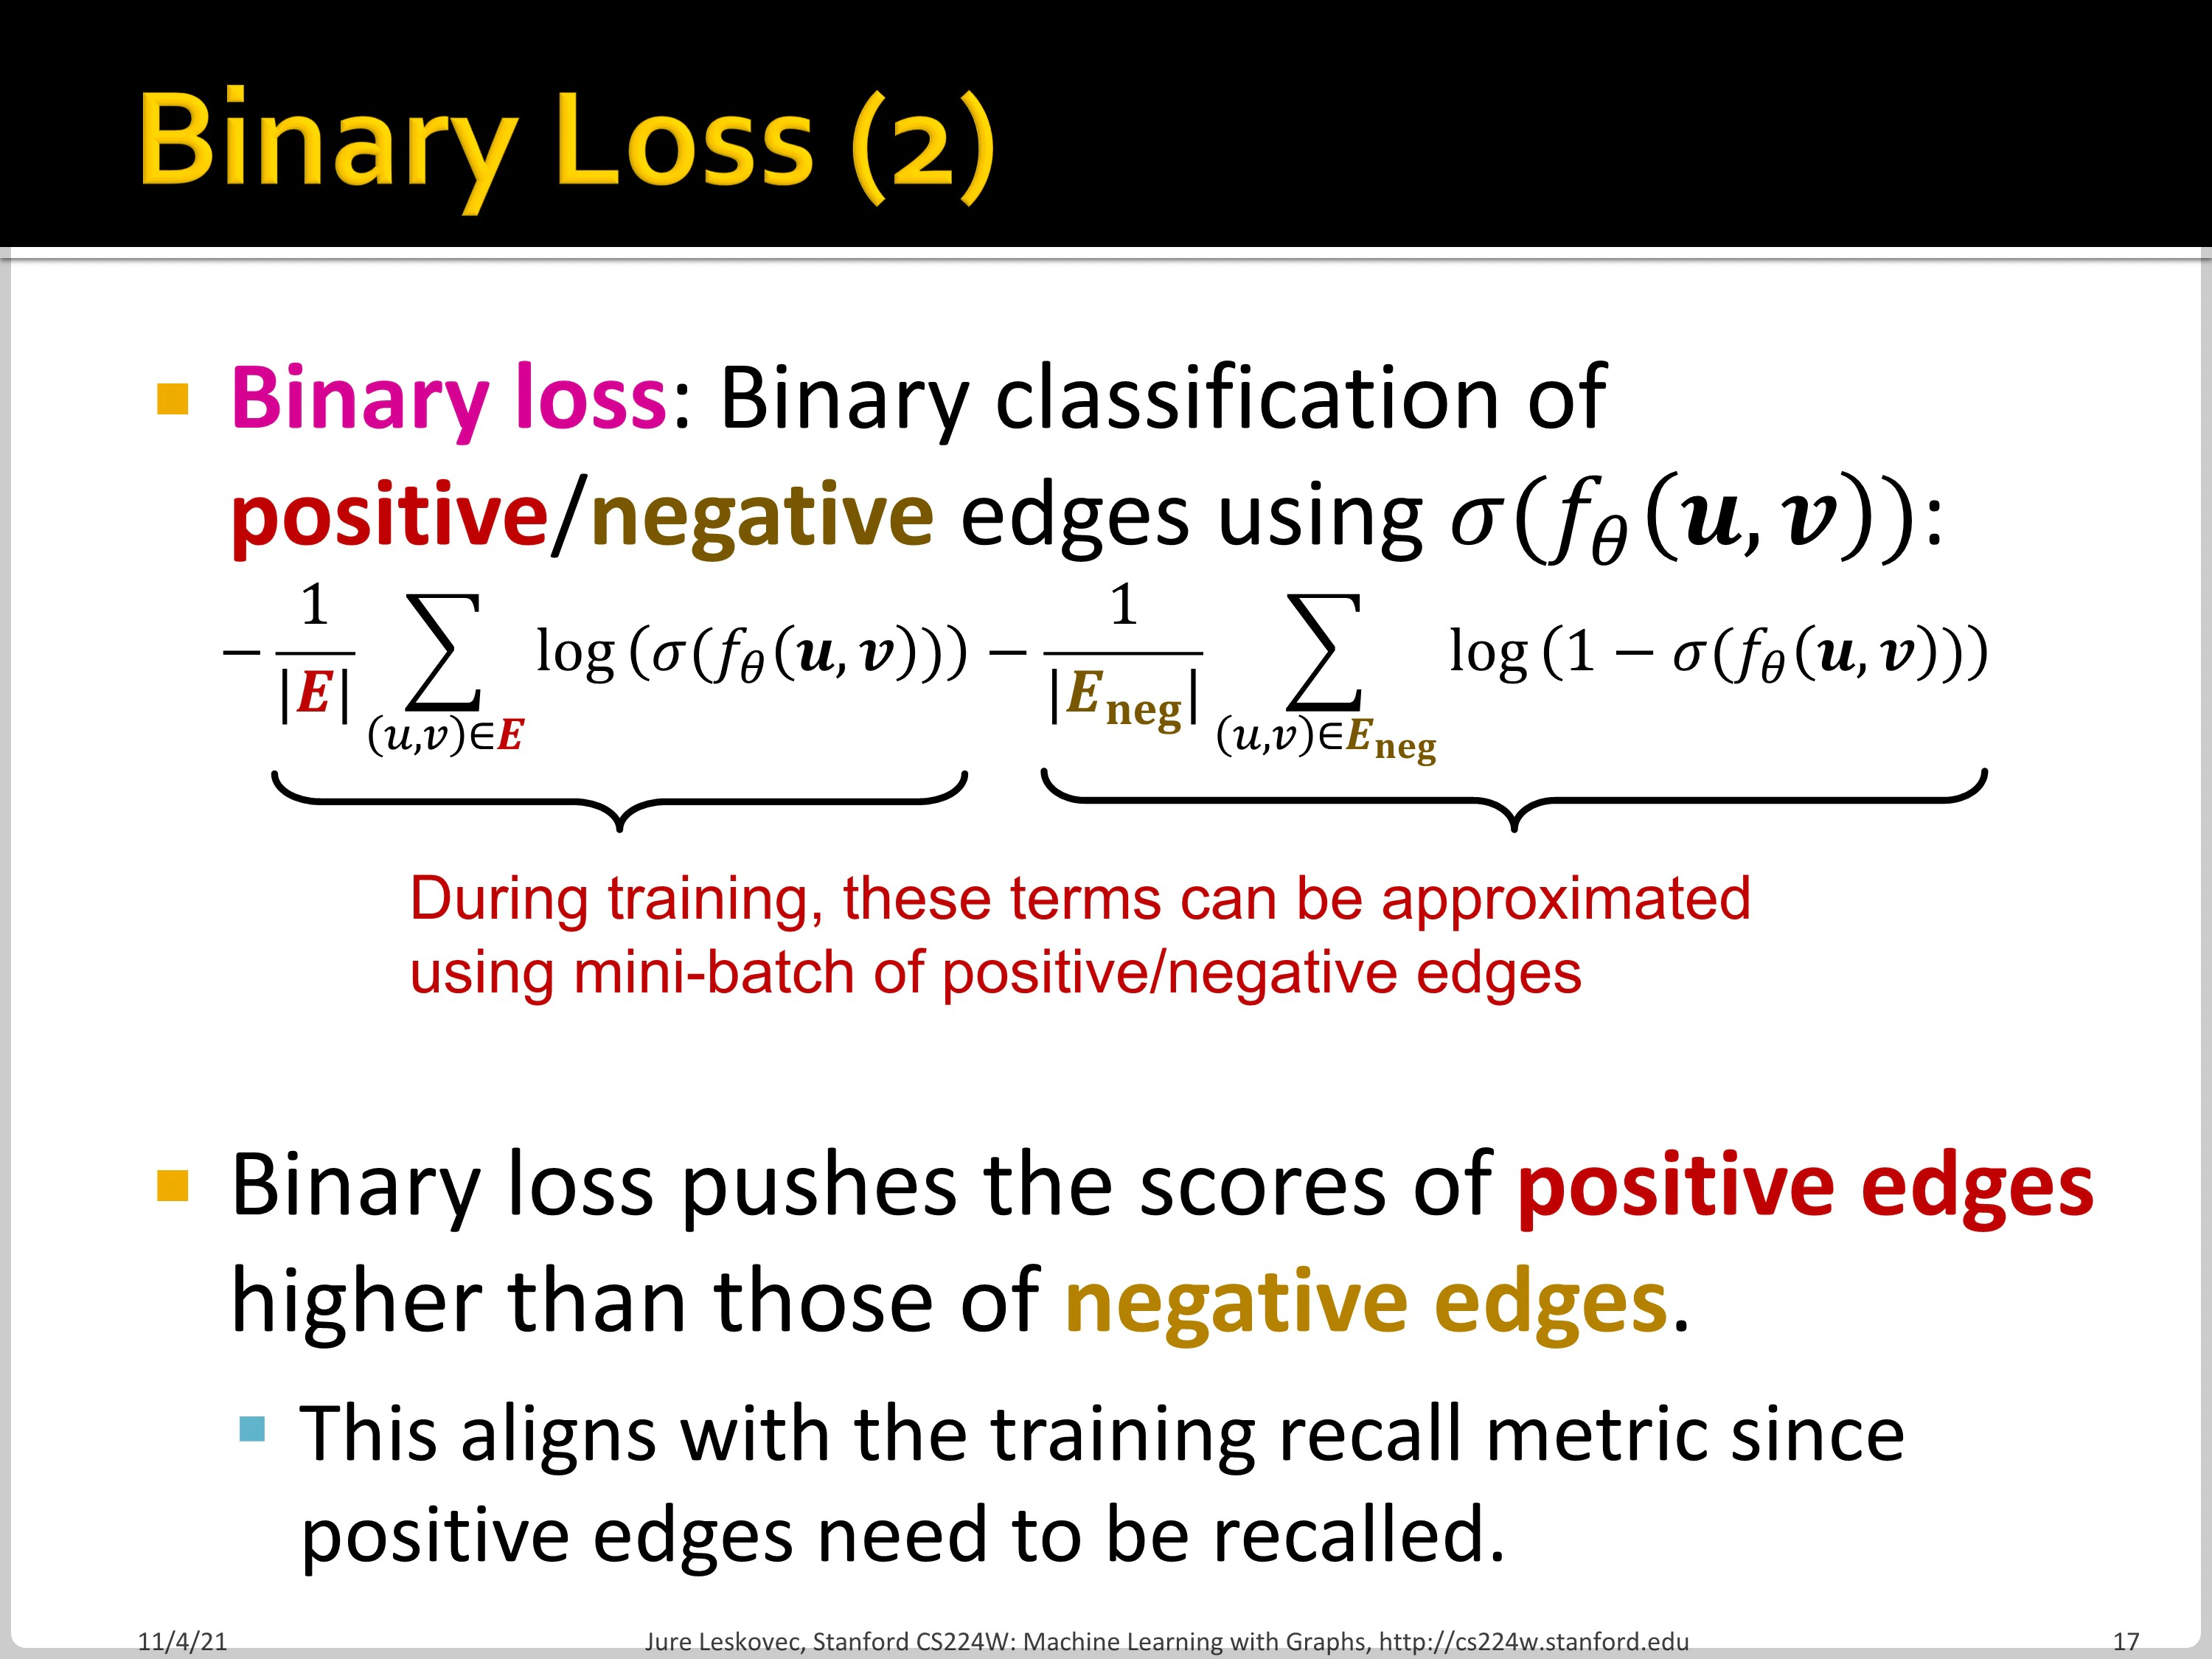 Binary Loss (2)
Binary loss: Binary classification of
positive/negative edges using σ(f_θ(u, v)):
− 1/|E| ∑_{(u,v)∈E} log(σ(f_θ(u, v))) − 1/|E_neg| ∑_{(u,v)∈E_neg} log(1 − σ(f_θ(u, v)))
During training, these terms can be approximated
using mini-batch of positive/negative edges
Binary loss pushes the scores of positive edges
higher than those of negative edges.
This aligns with the training recall metric since
positive edges need to be recalled.
11/4/21 Jure Leskovec, Stanford CS224W: Machine Learning with Graphs, http://cs224w.stanford.edu 17